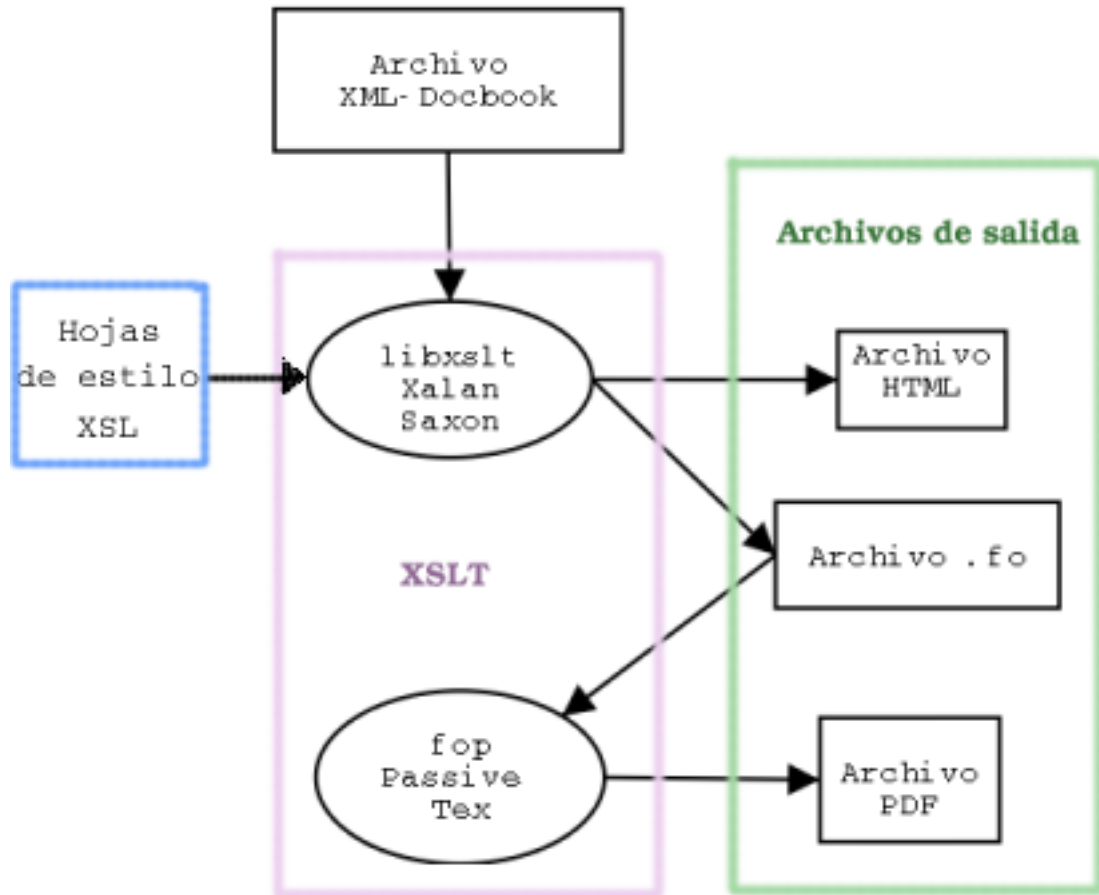 Archivo
XML- Docbook
Archivos de salida
Hojas
de estilo
XSL
libxslt
Xalan
Saxon
Archivo
HTML
Archivo .fo
XSLT
fop
Passive
Tex
Archivo
PDF